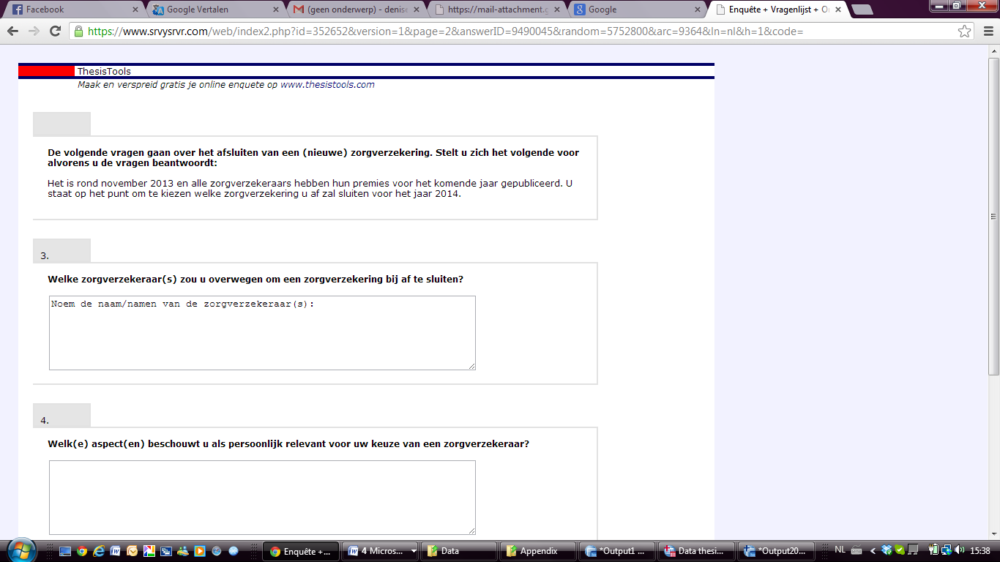 Facebook
Google Vertalen
(geen onderwerp) - denise
https://mail-attachment.g
Google
Enquête + Vragenlijst + O
https://www.srvysrvr.com/web/index2.php?id=352652&version=1&page=2&answerID=9490045&random=5752800&arc=9364&ln=nl&h=1&code=
ThesisTools
Maak en verspreid gratis je online enquete op www.thesistools.com
De volgende vragen gaan over het afsluiten van een (nieuwe) zorgverzekering. Stelt u zich het volgende voor
alvorens u de vragen beantwoordt:
Het is rond november 2013 en alle zorgverzekeraars hebben hun premies voor het komende jaar gepubliceerd. U
staat op het punt om te kiezen welke zorgverzekering u af zal sluiten voor het jaar 2014.
3.
Welke zorgverzekeraar(s) zou u overwegen om een zorgverzekering bij af te sluiten?
Noem de naam/namen van de zorgverzekeraar(s):
4.
Welk(e) aspect(en) beschouwt u als persoonlijk relevant voor uw keuze van een zorgverzekeraar?
Enquête +...
4 Micros...
Data
Appendix
*Output1 ...
Data thesi...
*Output20...
NL
15:38